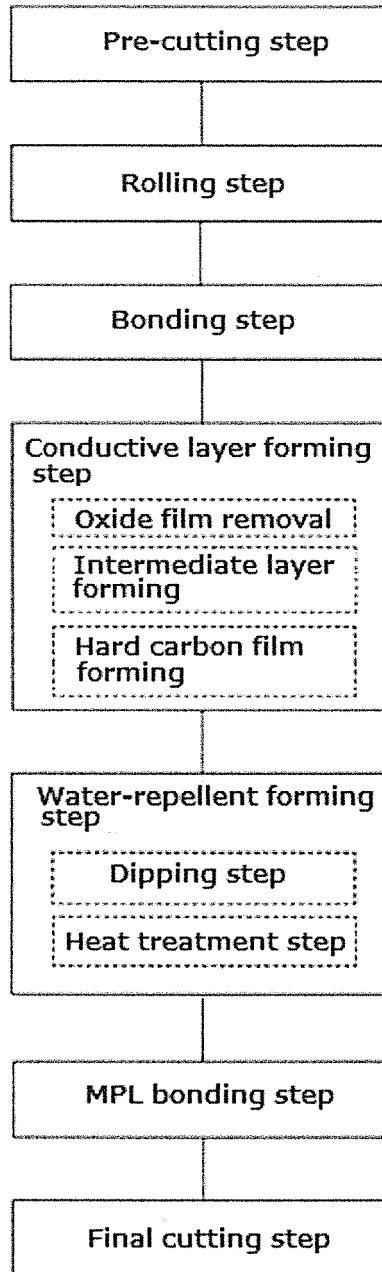 Pre-cutting step
Rolling step
Bonding step
Conductive layer forming
step
Oxide film removal
Intermediate layer
forming
Hard carbon film
forming
Water-repellent forming
step
Dipping step
Heat treatment step
MPL bonding step
Final cutting step